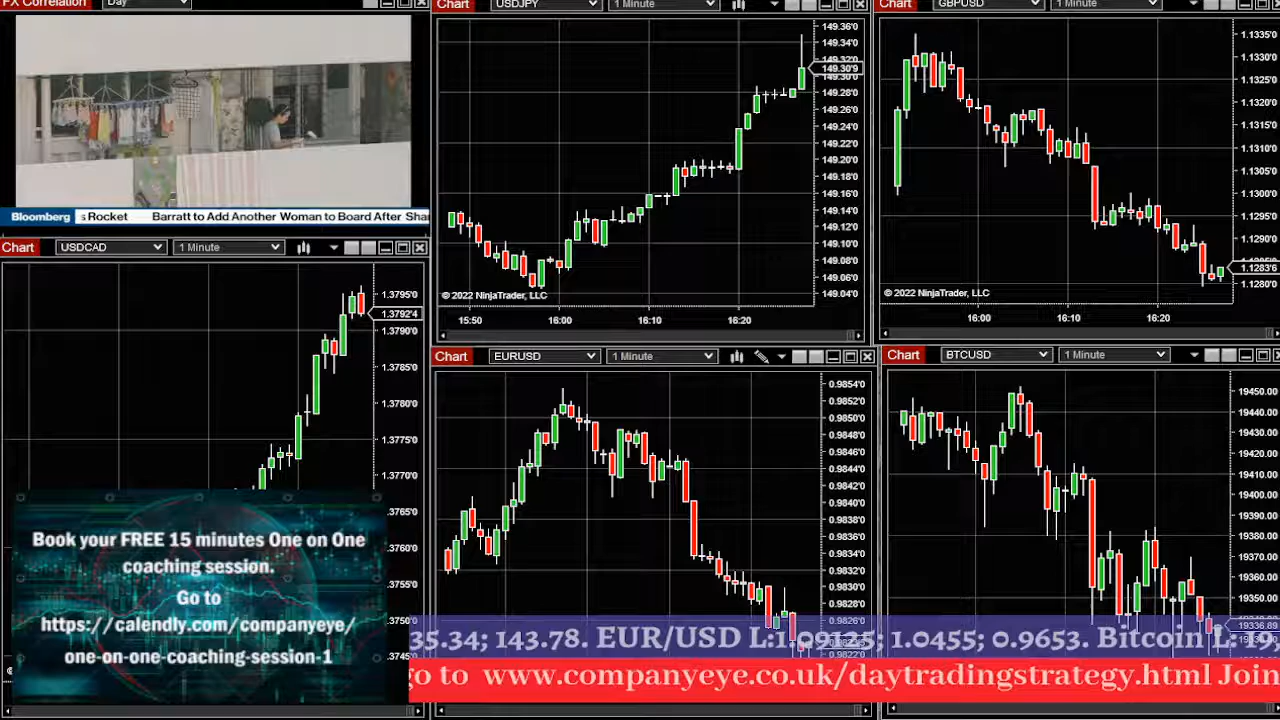 FX Correlation
Day
Bloomberg
s Rocket
Barratt to Add Another Woman to Board After Shar
Chart
USDJPY
1 Minute
149.36'0
149.34'0
149.32'0
149.30'9
149.30'0
149.28'0
149.26'0
149.24'0
149.22'0
149.20'0
149.18'0
149.16'0
149.14'0
149.12'0
149.10'0
149.08'0
149.06'0
149.04'0
© 2022 NinjaTrader, LLC
15:50
16:00
16:10
16:20
Chart
GBPUSD
1 Minute
1.1335'0
1.1330'0
1.1325'0
1.1320'0
1.1315'0
1.1310'0
1.1305'0
1.1300'0
1.1295'0
1.1290'0
1.1283'6
1.1280'0
© 2022 NinjaTrader, LLC
16:00
16:10
16:20
Chart
USDCAD
1 Minute
1.3795'0
1.3792'4
1.3790'0
1.3785'0
1.3780'0
1.3775'0
1.3770'0
.3765'0
.3760'0
.3755'0
.3750'0
.3745'0
Book your FREE 15 minutes One on One
coaching session.
Go to
https://calendly.com/companyeye/
one-on-one-coaching-session-1
Chart
EURUSD
1 Minute
0.9854'0
0.9852'0
0.9850'0
0.9848'0
0.9846'0
0.9844'0
0.9842'0
0.9840'0
0.9838'0
0.9836'0
0.9834'0
0.9832'0
0.9830'0
0.9828'0
0.9826'0
0.9822'0
Chart
BTCUSD
1 Minute
19450.00
19440.00
19430.00
19420.00
19410.00
19400.00
19390.00
19380.00
19370.00
19360.00
19350.00
19336.89
35.34; 143.78. EUR/USD L:1.09125; 1.0455; 0.9653. Bitcoin L: 19,
go to www.companyeye.co.uk/daytradingstrategy.html Join